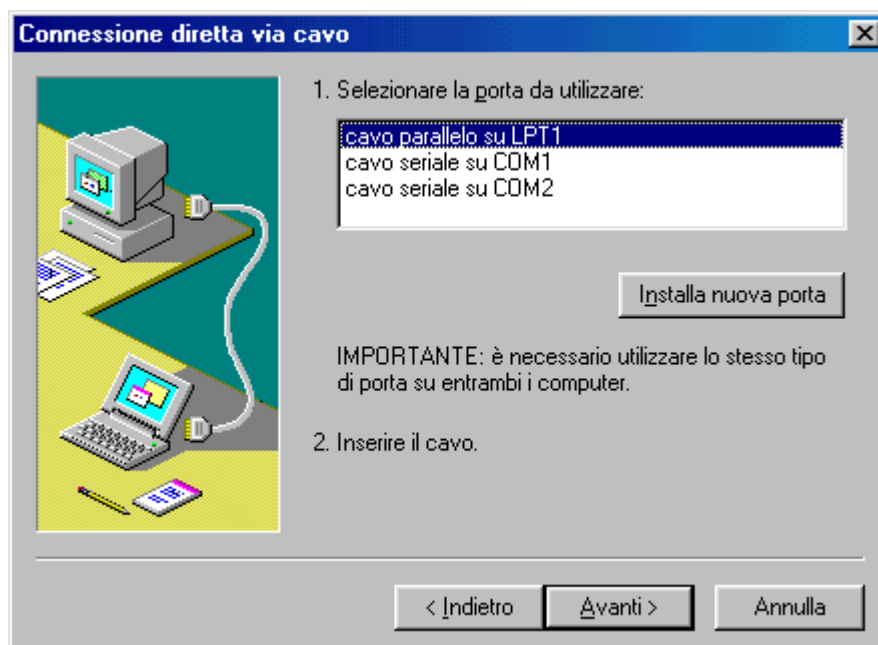 Connessione diretta via cavo
1. Selezionare la porta da utilizzare:
cavo parallelo su LPT1
cavo seriale su COM1
cavo seriale su COM2
Installa nuova porta
IMPORTANTE: è necessario utilizzare lo stesso tipo
di porta su entrambi i computer.
2. Inserire il cavo.
< Indietro
Avanti >
Annulla